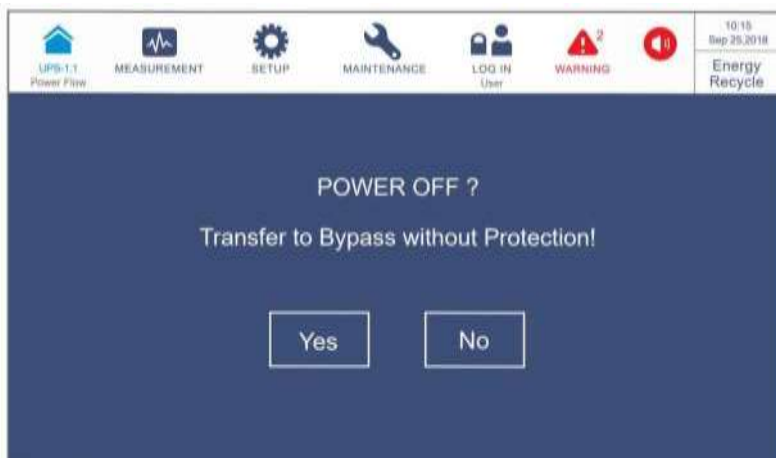 UPS-1.1
Power Flow
MEASUREMENT
SETUP
MAINTENANCE
LOG IN
User
2
WARNING
10:15
Sep 25,2018
Energy
Recycle
POWER OFF ?
Transfer to Bypass without Protection!
Yes
No